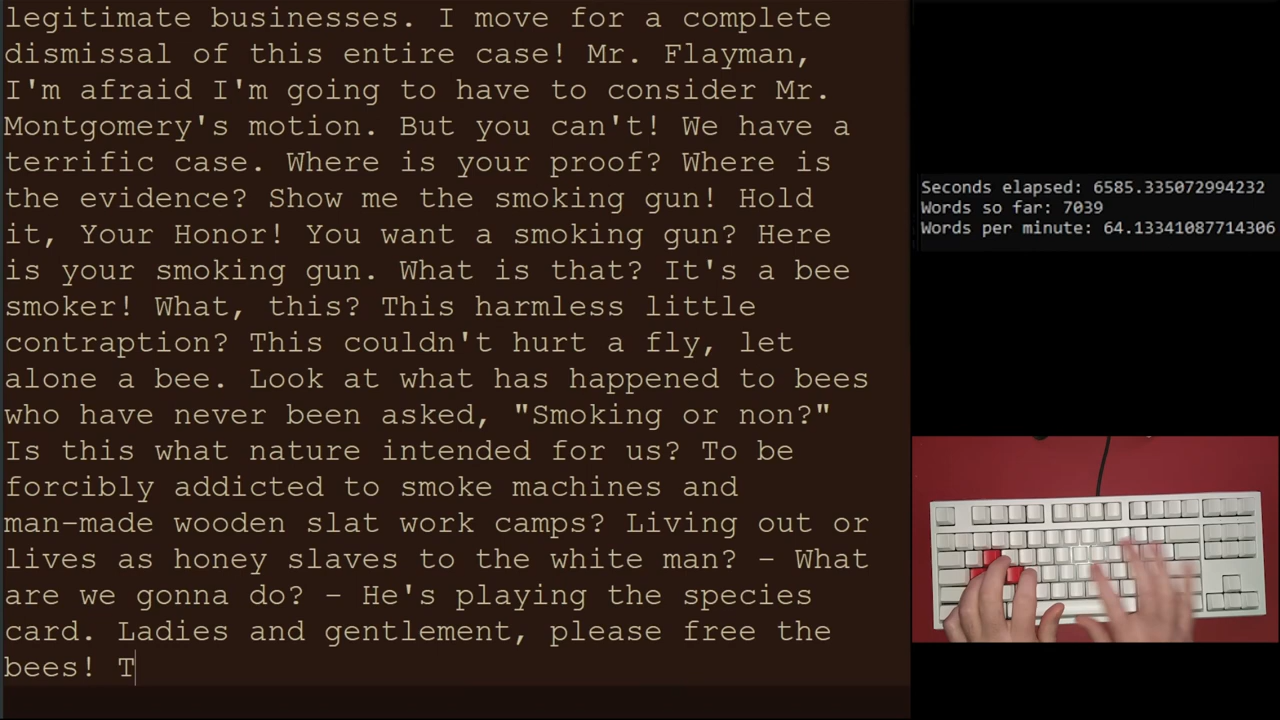 legitimate businesses. I move for a complete
dismissal of this entire case! Mr. Flayman,
I'm afraid I'm going to have to consider Mr.
Montgomery's motion. But you can't! We have a
terrific case. Where is your proof? Where is
the evidence? Show me the smoking gun! Hold
it, Your Honor! You want a smoking gun? Here
is your smoking gun. What is that? It's a bee
smoker! What, this? This harmless little
contraption? This couldn't hurt a fly, let
alone a bee. Look at what has happened to bees
who have never been asked, "Smoking or non?"
Is this what nature intended for us? To be
forcibly addicted to smoke machines and
man-made wooden slat work camps? Living out or
lives as honey slaves to the white man? - What
are we gonna do? - He's playing the species
card. Ladies and gentlement, please free the
bees! T
Seconds elapsed: 6585.335072994232
Words so far: 7039
Words per minute: 64.13341087714306